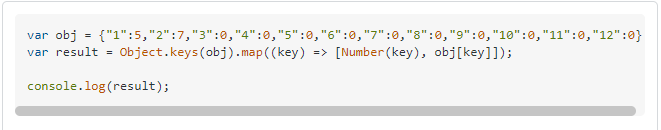 var obj = {"1":5,"2":7,"3":0,"4":0,"5":0,"6":0,"7":0,"8":0,"9":0,"10":0,"11":0,"12":0}
var result = Object.keys(obj).map((key) => [Number(key), obj[key]]);
console.log(result);